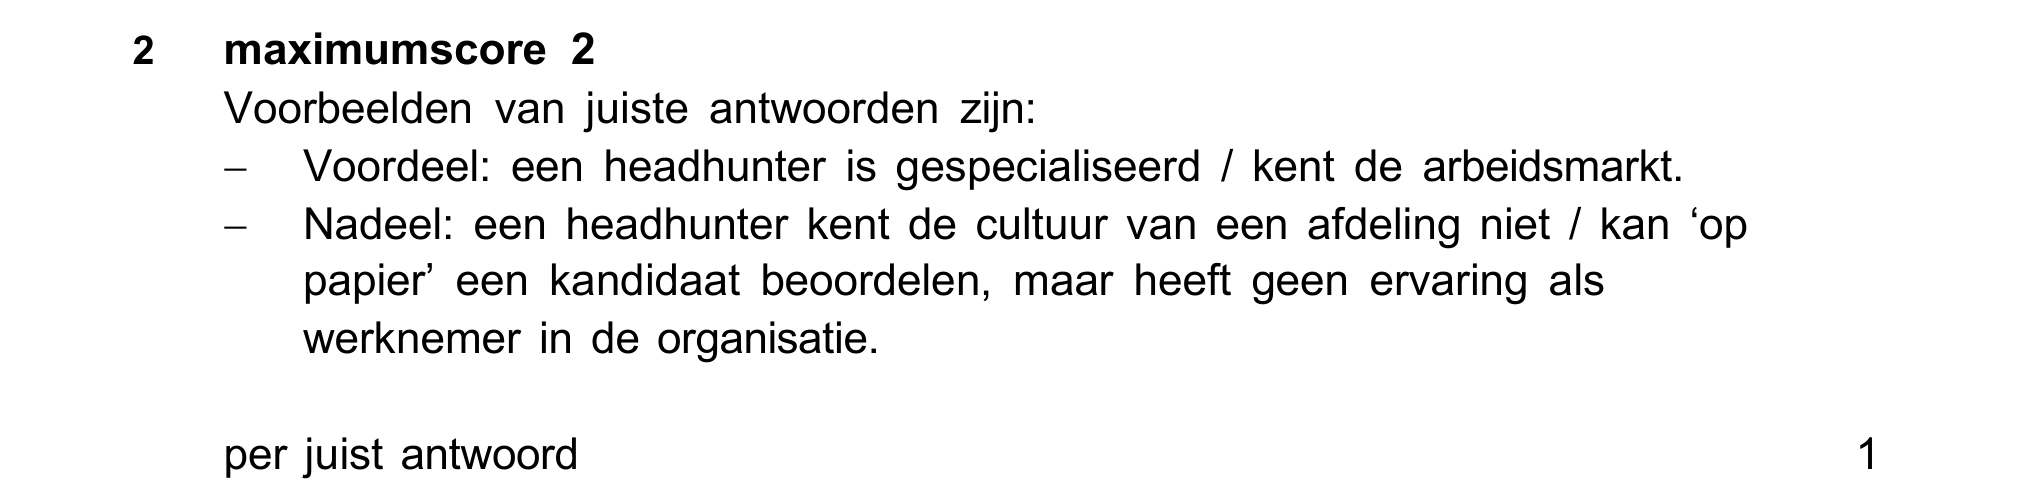 2 maximumscore 2
Voorbeelden van juiste antwoorden zijn:
− Voordeel: een headhunter is gespecialiseerd / kent de arbeidsmarkt.
− Nadeel: een headhunter kent de cultuur van een afdeling niet / kan ‘op
papier’ een kandidaat beoordelen, maar heeft geen ervaring als
werknemer in de organisatie.
per juist antwoord 1